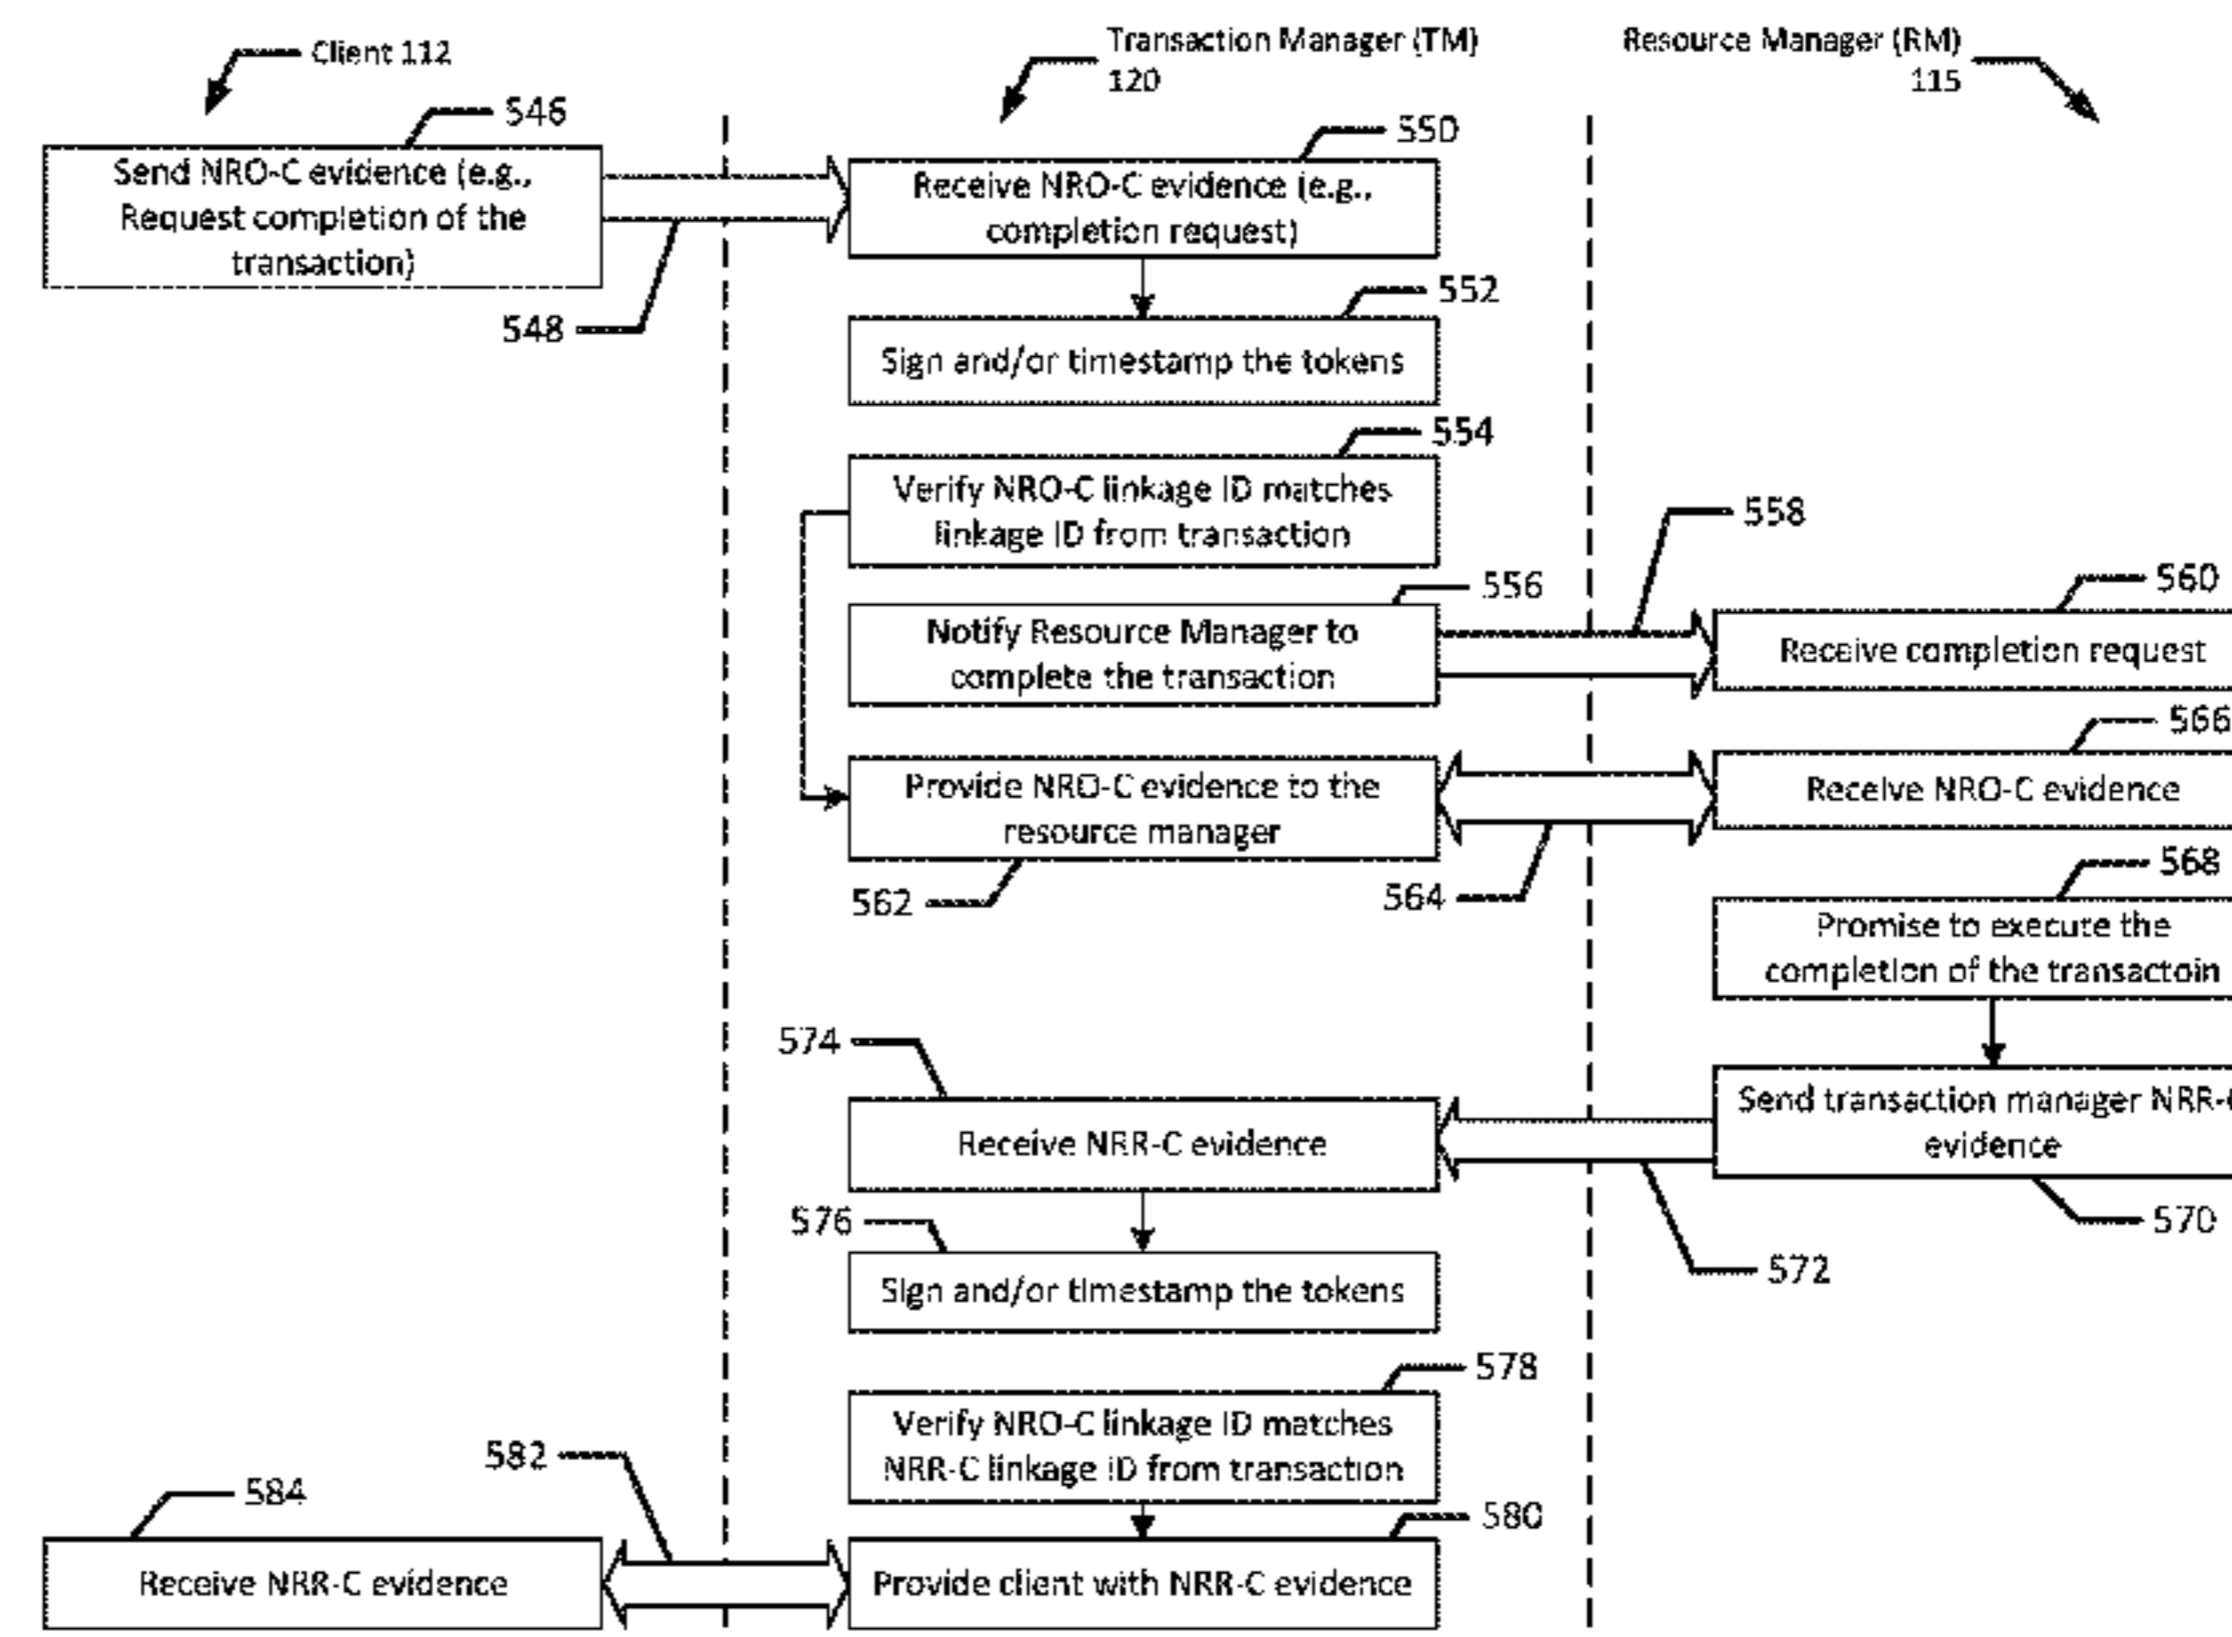 Client 112
Transaction Manager (TM)
120
Resource Manager (RM)
115
546
Send NRO-C evidence (e.g.,
Request completion of the
transaction)
548
550
Receive NRO-C evidence (e.g.,
completion request)
552
Sign and/or timestamp the tokens
554
Verify NRO-C linkage ID matches
linkage ID from transaction
556
Notify Resource Manager to
complete the transaction
558
560
Receive completion request
562
Provide NRO-C evidence to the
resource manager
564
566
Receive NRO-C evidence
568
Promise to execute the
completion of the transactoin
Send transaction manager
evidence
570
572
574
Receive NRR-C evidence
576
Sign and/or timestamp the tokens
578
Verify NRO-C linkage ID matches
NRR-C linkage ID from transaction
580
Provide client with NRR-C evidence
582
584
Receive NRR-C evidence